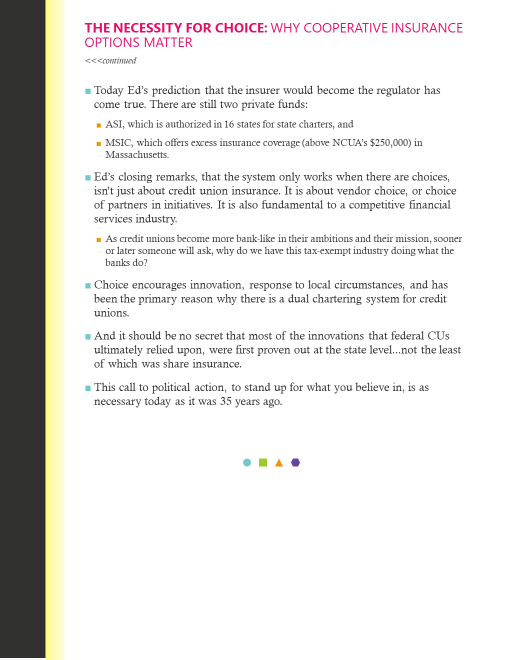 THE NECESSITY FOR CHOICE: WHY COOPERATIVE INSURANCE
OPTIONS MATTER
<<<continued
Today Ed's prediction that the insurer would become the regulator has
come true. There are still two private funds:
ASI, which is authorized in 16 states for state charters, and
MSIC, which offers excess insurance coverage (above NCUA's $250,000) in
Massachusetts.
Ed's closing remarks, that the system only works when there are choices,
isn't just about credit union insurance. It is about vendor choice, or choice
of partners in initiatives. It is also fundamental to a competitive financial
services industry.
As credit unions become more bank-like in their ambitions and their mission, sooner
or later someone will ask, why do we have this tax-exempt industry doing what the
banks do?
Choice encourages innovation, response to local circumstances, and has
been the primary reason why there is a dual chartering system for credit
unions.
And it should be no secret that most of the innovations that federal CUs
ultimately relied upon, were first proven out at the state level...not the least
of which was share insurance.
This call to political action, to stand up for what you believe in, is as
necessary today as it was 35 years ago.